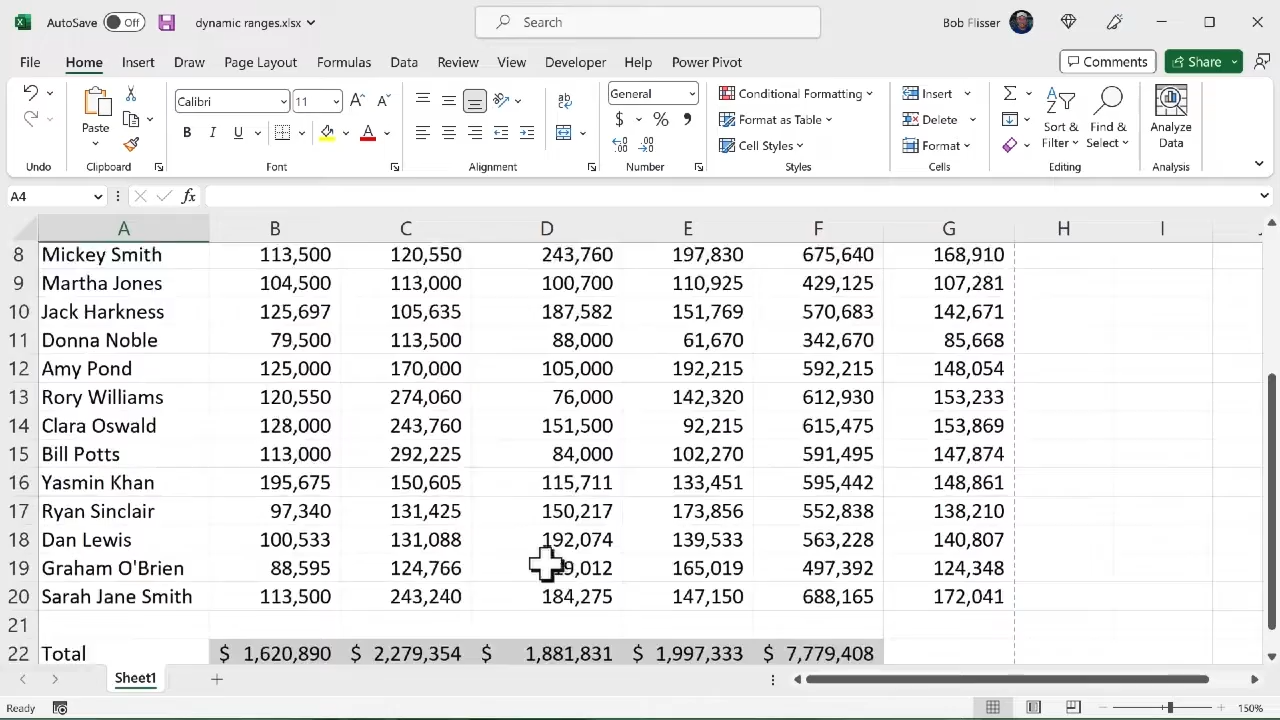 AutoSave Off dynamic ranges.xlsx Search Bob Flisser
File Home Insert Draw Page Layout Formulas Data Review View Developer Help Power Pivot Comments Share
Paste Calibri 11 General Conditional Formatting Insert Σ
B I U $ % Format as Table Delete Sort & Filter Find & Select Analyze Data
Cell Styles Format
Undo Clipboard Font Alignment Number Styles Cells Editing Analysis
A4 fx
A B C D E F G H I
8 Mickey Smith 113,500 120,550 243,760 197,830 675,640 168,910
9 Martha Jones 104,500 113,000 100,700 110,925 429,125 107,281
10 Jack Harkness 125,697 105,635 187,582 151,769 570,683 142,671
11 Donna Noble 79,500 113,500 88,000 61,670 342,670 85,668
12 Amy Pond 125,000 170,000 105,000 192,215 592,215 148,054
13 Rory Williams 120,550 274,060 76,000 142,320 612,930 153,233
14 Clara Oswald 128,000 243,760 151,500 92,215 615,475 153,869
15 Bill Potts 113,000 292,225 84,000 102,270 591,495 147,874
16 Yasmin Khan 195,675 150,605 115,711 133,451 595,442 148,861
17 Ryan Sinclair 97,340 131,425 150,217 173,856 552,838 138,210
18 Dan Lewis 100,533 131,088 192,074 139,533 563,228 140,807
19 Graham O'Brien 88,595 124,766 165,019 497,392 124,348
20 Sarah Jane Smith 113,500 243,240 184,275 147,150 688,165 172,041
21
22 Total $ 1,620,890 $ 2,279,354 $ 1,881,831 $ 1,997,333 $ 7,779,408
Sheet1
Ready 150%